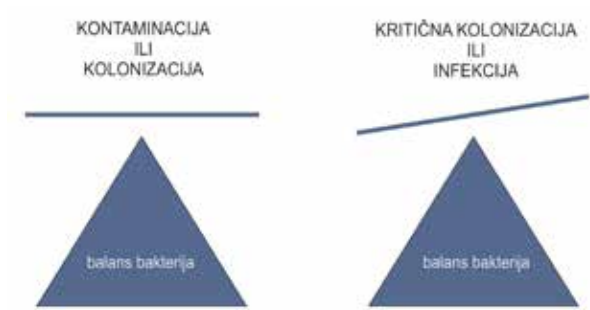 KONTAMINACIJA
ILI
KOLONIZACIJA
balans bakterija
KRITIČNA KOLONIZACIJA
ILI
INFEKCIJA
balans bakterija